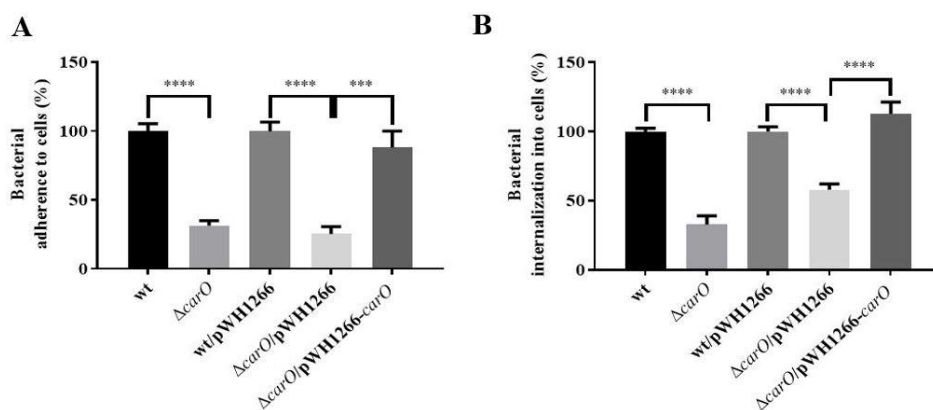 A
Bacterial
adherence to cells (%)
150
100
50
0
****
****
***
wt
ΔcarO
wt/pWH1266
ΔcarO/pWH1266
ΔcarO/pWH1266-carO
B
Bacterial
internalization into cells (%)
150
100
50
0
****
****
****
wt
ΔcarO
wt/pWH1266
ΔcarO/pWH1266
ΔcarO/pWH1266-carO